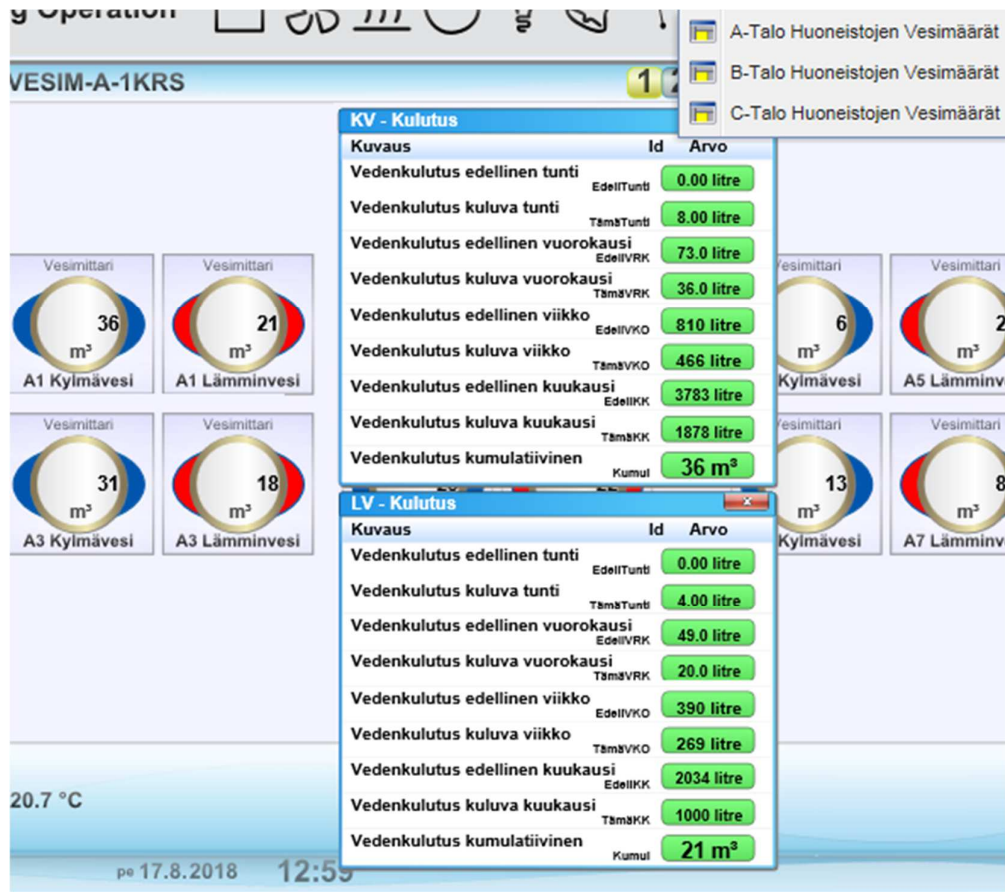 g Operation
A-Talo Huoneistojen Vesimäärät
B-Talo Huoneistojen Vesimäärät
C-Talo Huoneistojen Vesimäärät
VESIM-A-1KRS
1
KV - Kulutus
Kuvaus Id Arvo
Vedenkulutus edellinen tunti EdellTunti 0.00 litre
Vedenkulutus kuluva tunti TämäTunti 8.00 litre
Vedenkulutus edellinen vuorokausi EdellVRK 73.0 litre
Vedenkulutus kuluva vuorokausi TämäVRK 36.0 litre
Vedenkulutus edellinen viikko EdellVKO 810 litre
Vedenkulutus kuluva viikko TämäVKO 466 litre
Vedenkulutus edellinen kuukausi EdellKK 3783 litre
Vedenkulutus kuluva kuukausi TämäKK 1878 litre
Vedenkulutus kumulatiivinen Kumul 36 m³
LV - Kulutus
Kuvaus Id Arvo
Vedenkulutus edellinen tunti EdellTunti 0.00 litre
Vedenkulutus kuluva tunti TämäTunti 4.00 litre
Vedenkulutus edellinen vuorokausi EdellVRK 49.0 litre
Vedenkulutus kuluva vuorokausi TämäVRK 20.0 litre
Vedenkulutus edellinen viikko EdellVKO 390 litre
Vedenkulutus kuluva viikko TämäVKO 269 litre
Vedenkulutus edellinen kuukausi EdellKK 2034 litre
Vedenkulutus kuluva kuukausi TämäKK 1000 litre
Vedenkulutus kumulatiivinen Kumul 21 m³
Vesimittari
36
m³
A1 Kylmävesi
Vesimittari
21
m³
A1 Lämminvesi
Vesimittari
31
m³
A3 Kylmävesi
Vesimittari
18
m³
A3 Lämminvesi
esimittari
6
m³
Kylmävesi
Vesimittari
2
m³
A5 Lämminv
esimittari
13
m³
Kylmävesi
Vesimittari
8
m³
A7 Lämminv
20.7 °C
pe 17.8.2018 12:59